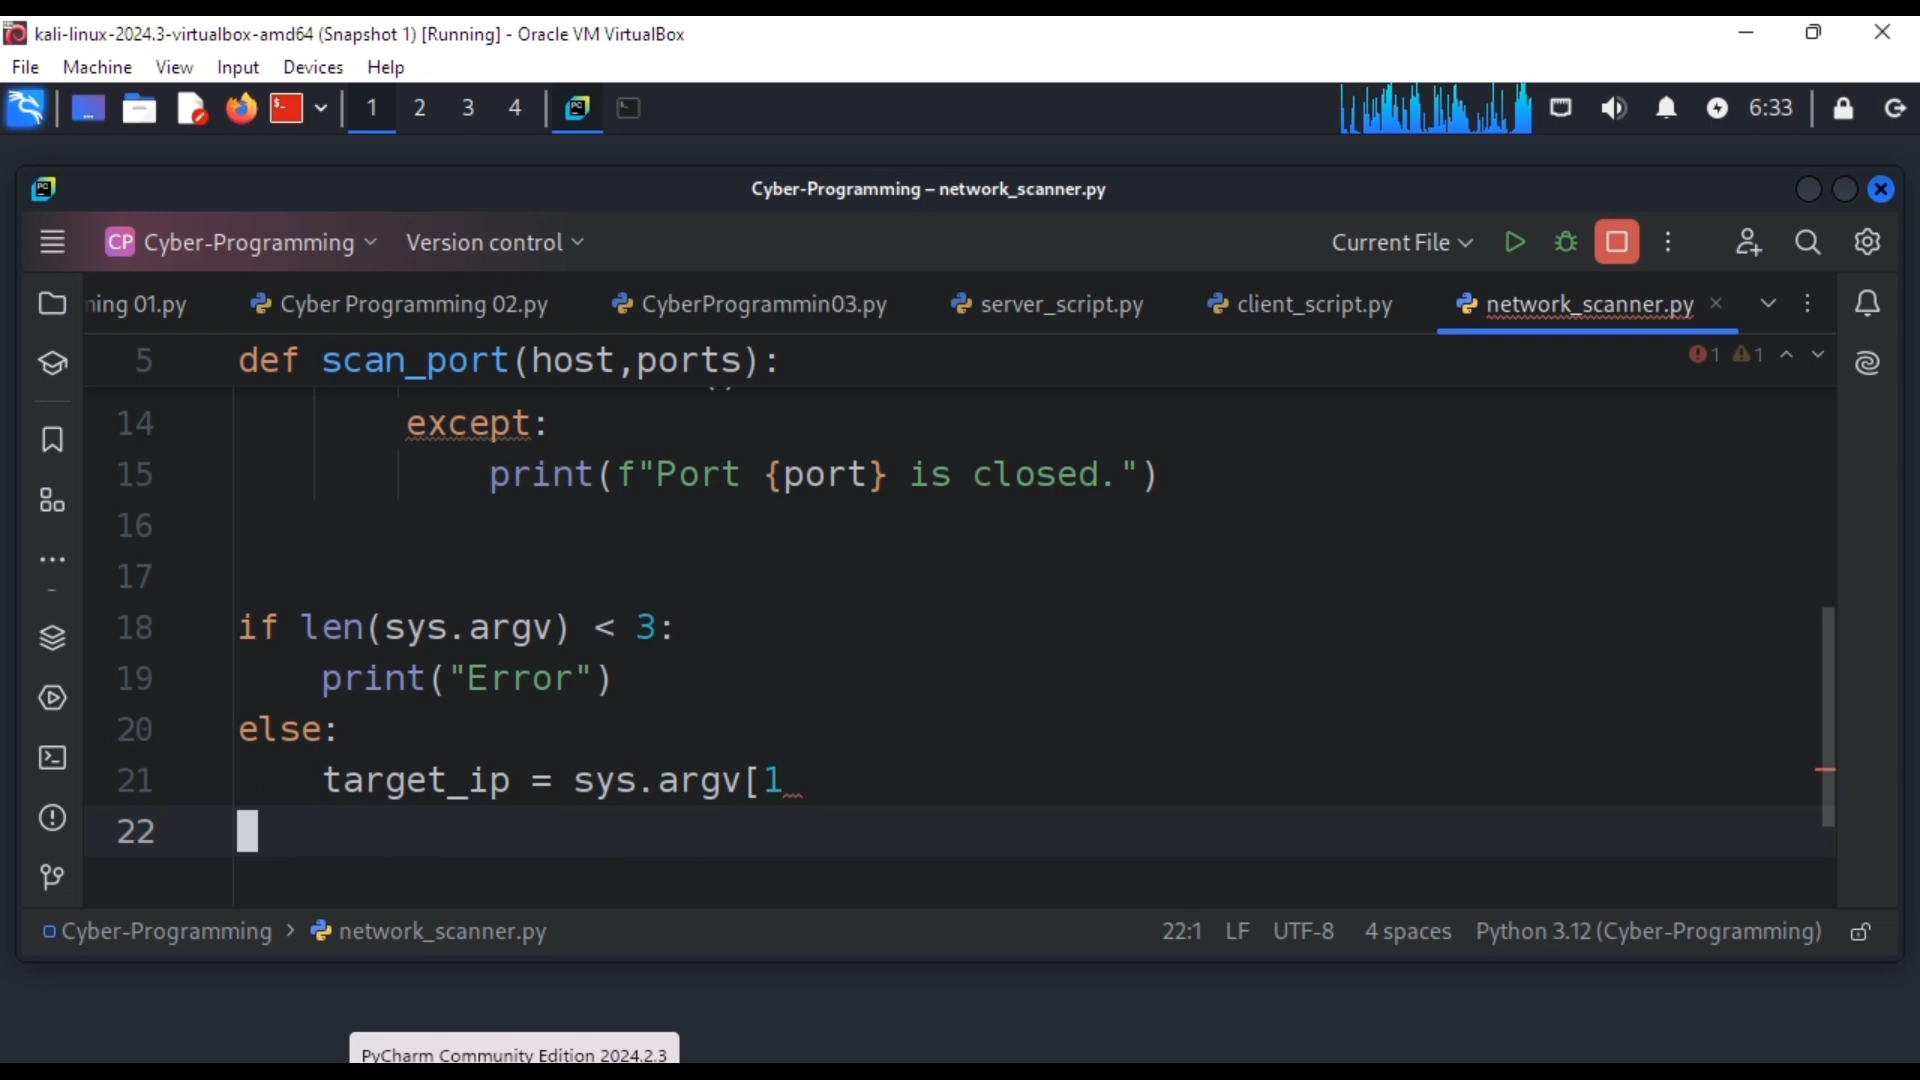 kali-linux-2024.3-virtualbox-amd64 (Snapshot 1) [Running] - Oracle VM VirtualBox
File Machine View Input Devices Help
1 2 3 4 6:33
Cyber-Programming – network_scanner.py
CP Cyber-Programming Version control Current File
ning 01.py Cyber Programming 02.py CyberProgrammin03.py server_script.py client_script.py network_scanner.py
5 def scan_port(host,ports): 1 1
14 except:
15 print(f"Port {port} is closed.")
16
17
18 if len(sys.argv) < 3:
19 print("Error")
20 else:
21 target_ip = sys.argv[1
22
Cyber-Programming > network_scanner.py 22:1 LF UTF-8 4 spaces Python 3.12 (Cyber-Programming)
PyCharm Community Edition 2024.2.3